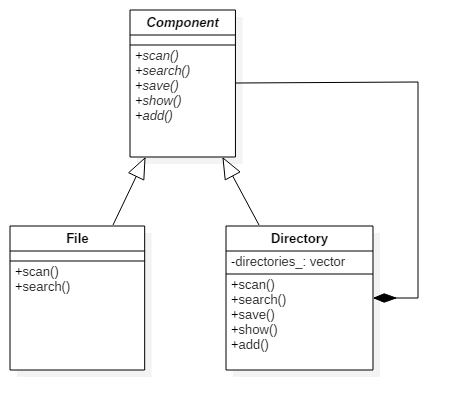 Component
+scan()
+search()
+save()
+show()
+add()
File
+scan()
+search()
Directory
-directories_: vector
+scan()
+search()
+save()
+show()
+add()